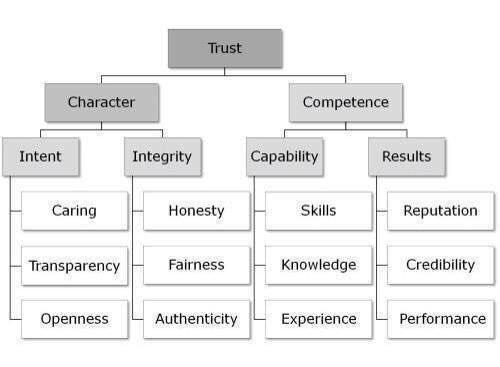 Trust
Character
Competence
Intent
Integrity
Capability
Results
Caring
Honesty
Skills
Reputation
Transparency
Fairness
Knowledge
Credibility
Openness
Authenticity
Experience
Performance